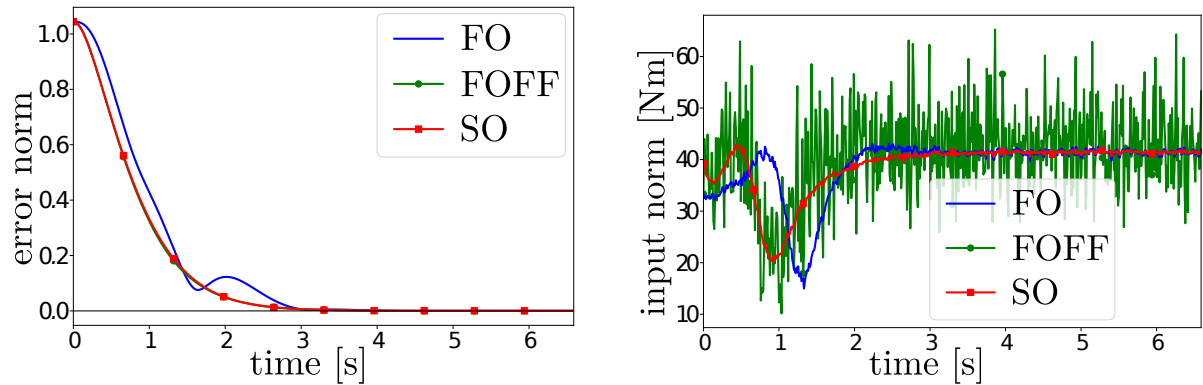 1.0
0.8
0.6
0.4
0.2
0.0
error norm
FO
FOFF
SO
0 1 2 3 4 5 6
time [s]
60
50
40
30
20
10
input norm [Nm]
FO
FOFF
SO
0 1 2 3 4 5 6
time [s]